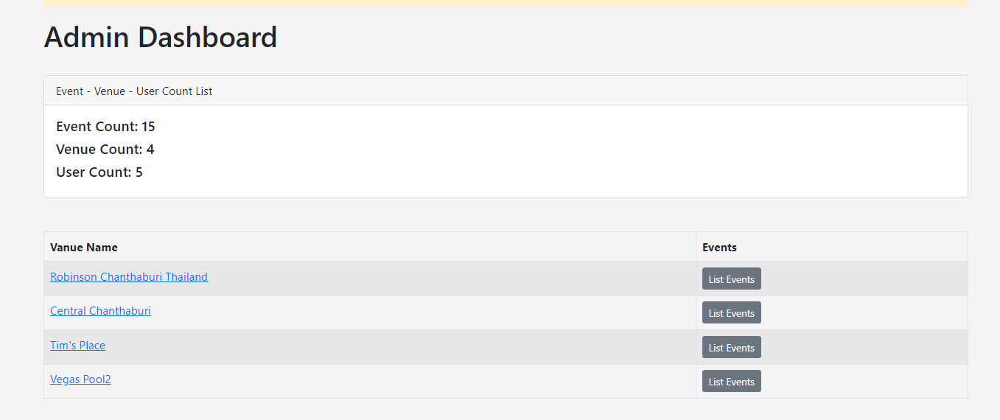 Admin Dashboard
Event - Venue - User Count List
Event Count: 15
Venue Count: 4
User Count: 5
Vanue Name Events
Robinson Chanthaburi Thailand List Events
Central Chanthaburi List Events
Tim's Place List Events
Vegas Pool2 List Events